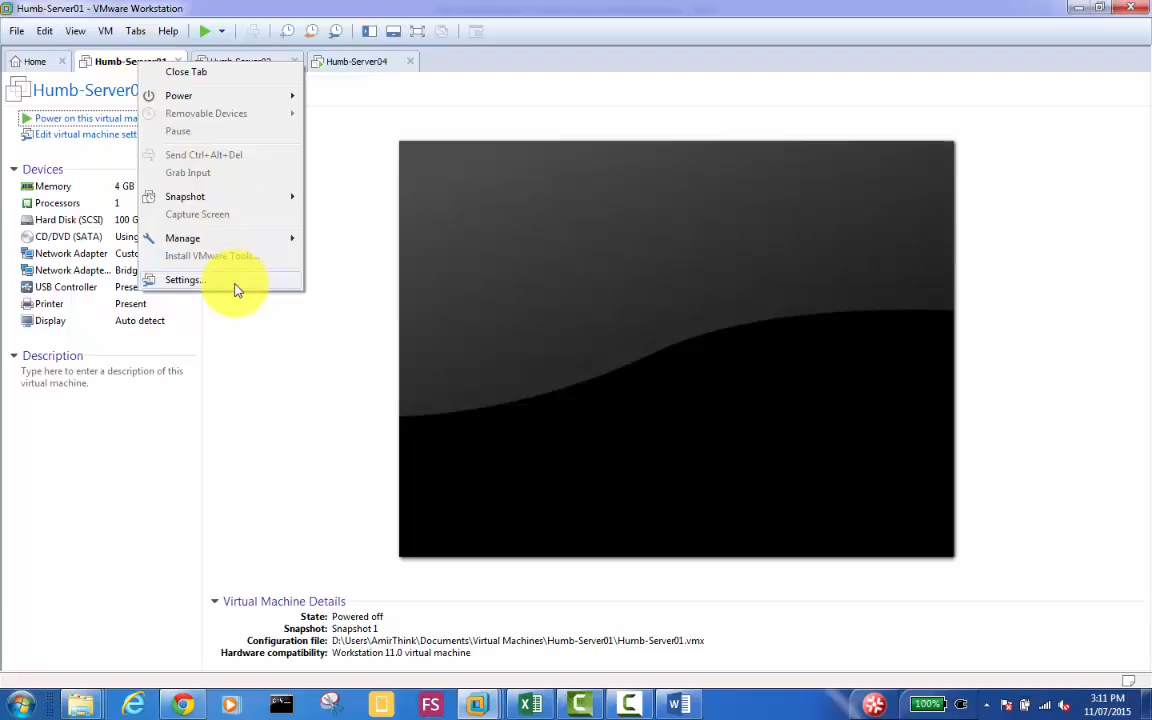 Humb-Server01 - VMware Workstation
File Edit View VM Tabs Help
Home Humb-Server01 Humb-Server04
Humb-Server0
Close Tab
Power on this virtual ma
Edit virtual machine sett
Power
Removable Devices
Pause
Send Ctrl+Alt+Del
Grab Input
Snapshot
Capture Screen
Manage
Install VMware Tools...
Settings...
Devices
Memory 4 GB
Processors 1
Hard Disk (SCSI) 100 G
CD/DVD (SATA) Using
Network Adapter Custo
Network Adapte... Bridg
USB Controller Prese
Printer Present
Display Auto detect
Description
Type here to enter a description of this
virtual machine.
Virtual Machine Details
State: Powered off
Snapshot: Snapshot 1
Configuration file: D:\Users\AmirThink\Documents\Virtual Machines\Humb-Server01\Humb-Server01.vmx
Hardware compatibility: Workstation 11.0 virtual machine
FS
100%
3:11 PM
11/07/2015